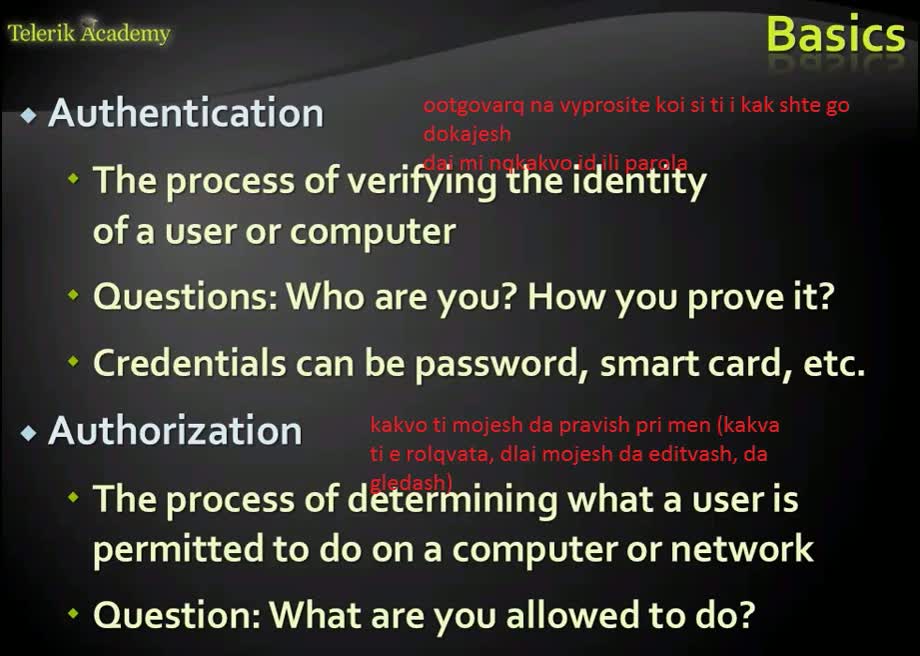 Telerik Academy
Basics
Authentication
ootgovarq na vyprosite koi si ti i kak shte go
dokajesh
dai mi nqkakvo id ili parola
The process of verifying the identity
of a user or computer
Questions: Who are you? How you prove it?
Credentials can be password, smart card, etc.
Authorization
kakvo ti mojesh da pravish pri men (kakva
ti e rolqvata, dlai mojesh da editvash, da
gledash)
The process of determining what a user is
permitted to do on a computer or network
Question: What are you allowed to do?